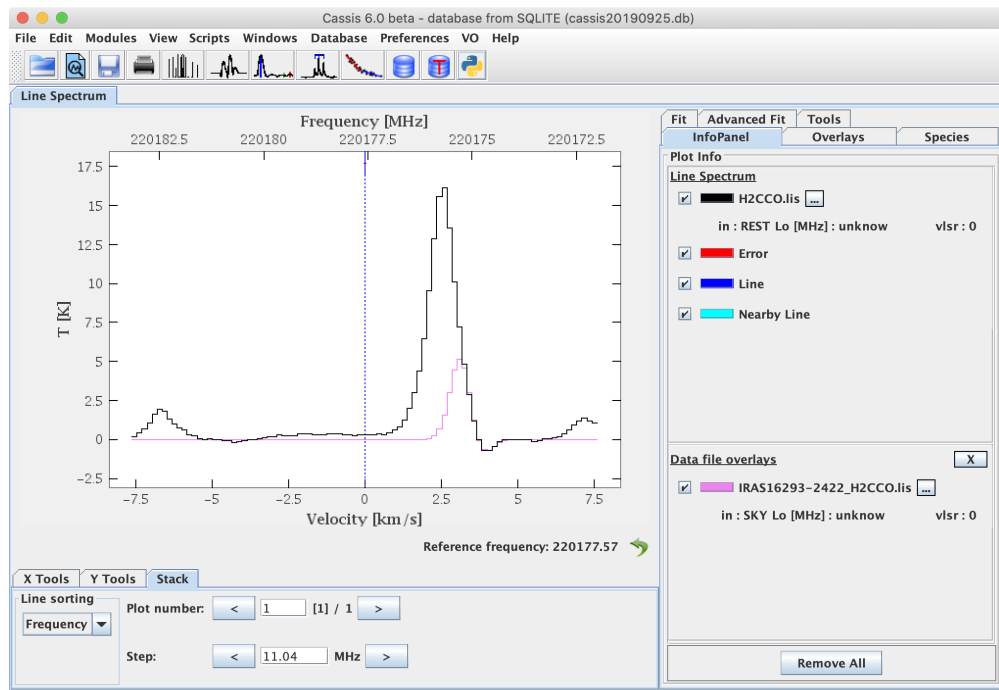 Cassis 6.0 beta - database from SQLITE (cassis20190925.db)
File Edit Modules View Scripts Windows Database Preferences VO Help
T
Line Spectrum
Frequency [MHz]
220182.5 220180 220177.5 220175 220172.5
17.5
15
12.5
10
7.5
5
2.5
0
−2.5
T [K]
−7.5 −5 −2.5 0 2.5 5 7.5
Velocity [km/s]
Reference frequency: 220177.57
Fit Advanced Fit Tools
InfoPanel Overlays Species
Plot Info
Line Spectrum
H2CCO.lis ...
in : REST Lo [MHz] : unknow vlsr : 0
Error
Line
Nearby Line
Data file overlays X
IRAS16293-2422_H2CCO.lis ...
in : SKY Lo [MHz] : unknow vlsr : 0
Remove All
X Tools Y Tools Stack
Line sorting
Frequency
Plot number: < 1 [1] / 1 >
Step: < 11.04 MHz >